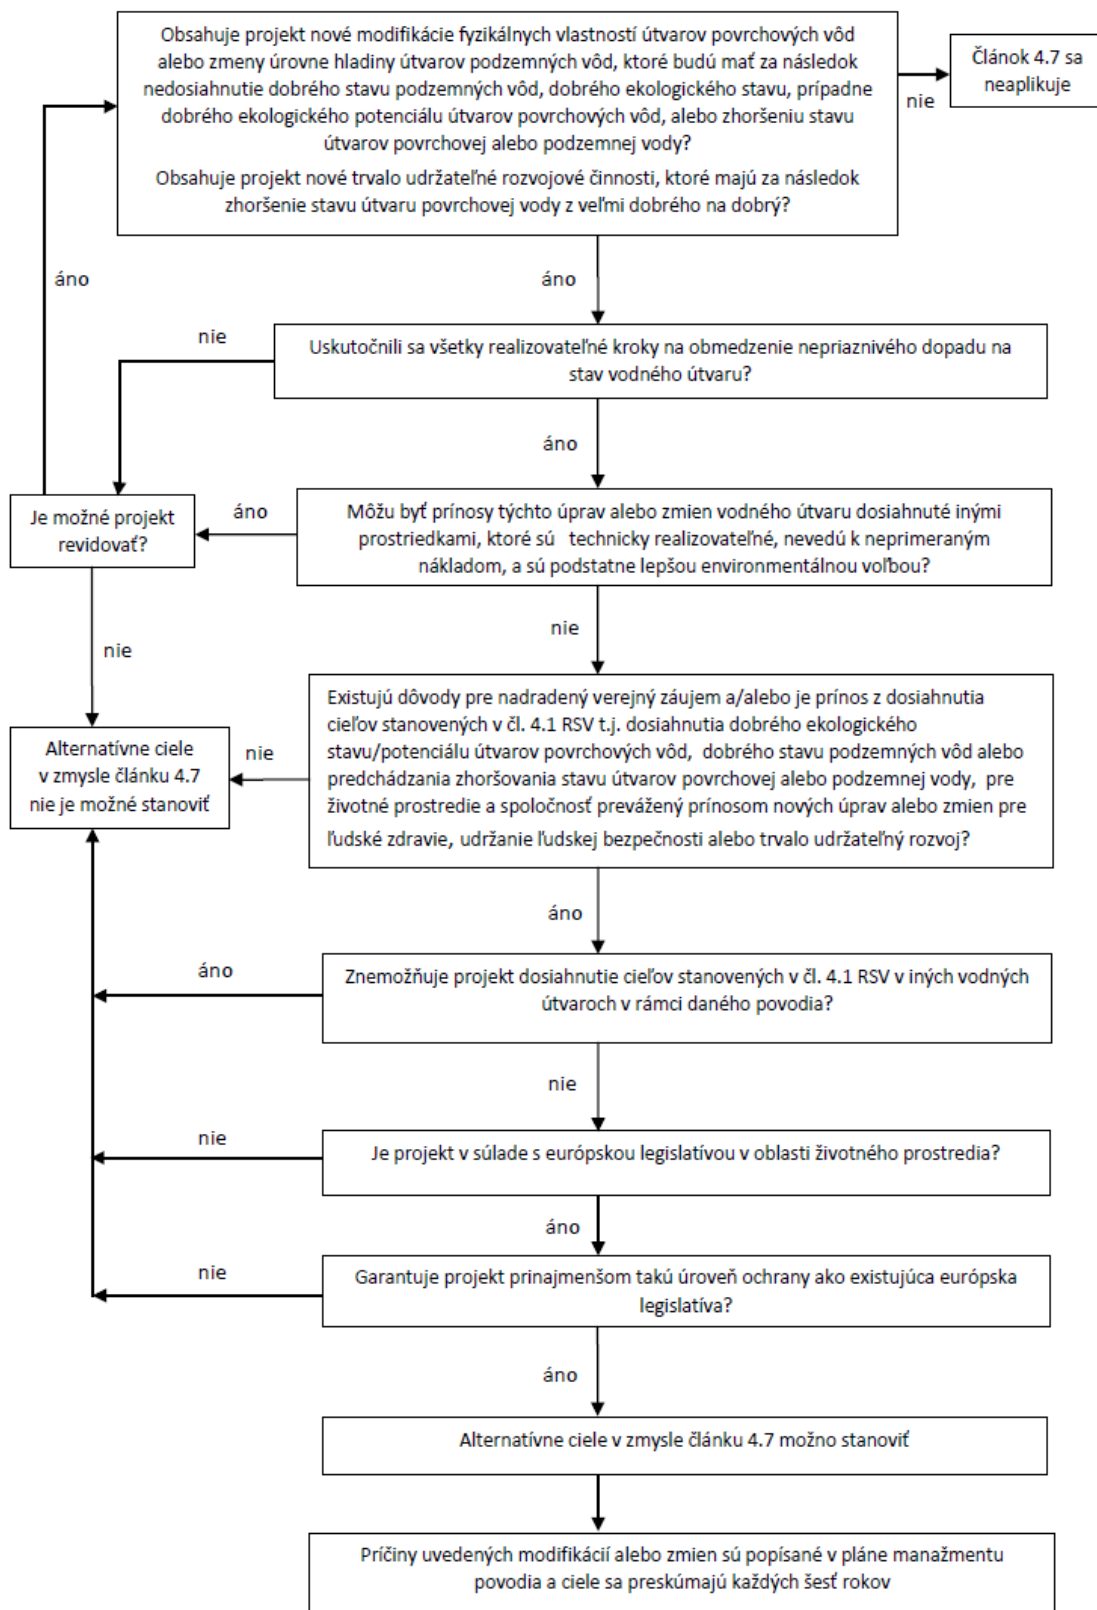 Obsahuje projekt nové modifikácie fyzikálnych vlastností útvarov povrchových vôd
alebo zmeny úrovne hladiny útvarov podzemných vôd, ktoré budú mať za následok
nedosiahnutie dobrého stavu podzemných vôd, dobrého ekologického stavu, prípadne
dobrého ekologického potenciálu útvarov povrchových vôd, alebo zhoršeniu stavu
útvarov povrchovej alebo podzemnej vody?
Obsahuje projekt nové trvalo udržateľné rozvojové činnosti, ktoré majú za následok
zhoršenie stavu útvaru povrchovej vody z veľmi dobrého na dobrý?
nie
Článok 4.7 sa
neaplikuje
áno
áno
nie
Uskutočnili sa všetky realizovateľné kroky na obmedzenie nepriaznivého dopadu na
stav vodného útvaru?
áno
Je možné projekt
revidovať?
áno
Môžu byť prínosy týchto úprav alebo zmien vodného útvaru dosiahnuté inými
prostriedkami, ktoré sú technicky realizovateľné, nevedú k neprimeraným
nákladom, a sú podstatne lepšou environmentálnou voľbou?
nie
nie
Alternatívne ciele
v zmysle článku 4.7
nie je možné stanoviť
nie
Existujú dôvody pre nadradený verejný záujem a/alebo je prínos z dosiahnutia
cieľov stanovených v čl. 4.1 RSV t.j. dosiahnutia dobrého ekologického
stavu/potenciálu útvarov povrchových vôd, dobrého stavu podzemných vôd alebo
predchádzania zhoršovania stavu útvarov povrchovej alebo podzemnej vody, pre
životné prostredie a spoločnosť prevážený prínosom nových úprav alebo zmien pre
ľudské zdravie, udržanie ľudskej bezpečnosti alebo trvalo udržateľný rozvoj?
áno
áno
Znemožňuje projekt dosiahnutie cieľov stanovených v čl. 4.1 RSV v iných vodných
útvaroch v rámci daného povodia?
nie
nie
Je projekt v súlade s európskou legislatívou v oblasti životného prostredia?
áno
nie
Garantuje projekt prinajmenšom takú úroveň ochrany ako existujúca európska
legislatíva?
áno
Alternatívne ciele v zmysle článku 4.7 možno stanoviť
Príčiny uvedených modifikácií alebo zmien sú popísané v pláne manažmentu
povodia a ciele sa preskúmajú každých šesť rokov